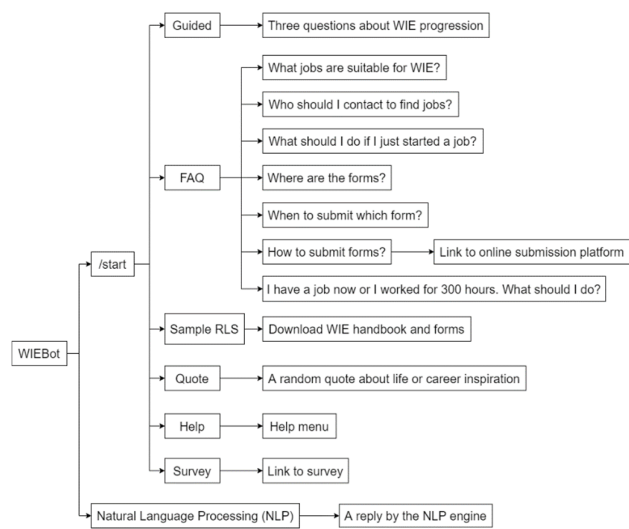 Guided
Three questions about WIE progression
What jobs are suitable for WIE?
Who should I contact to find jobs?
What should I do if I just started a job?
FAQ
Where are the forms?
When to submit which form?
/start
How to submit forms?
Link to online submission platform
I have a job now or I worked for 300 hours. What should I do?
Sample RLS
Download WIE handbook and forms
WIEBot
Quote
A random quote about life or career inspiration
Help
Help menu
Survey
Link to survey
Natural Language Processing (NLP)
A reply by the NLP engine